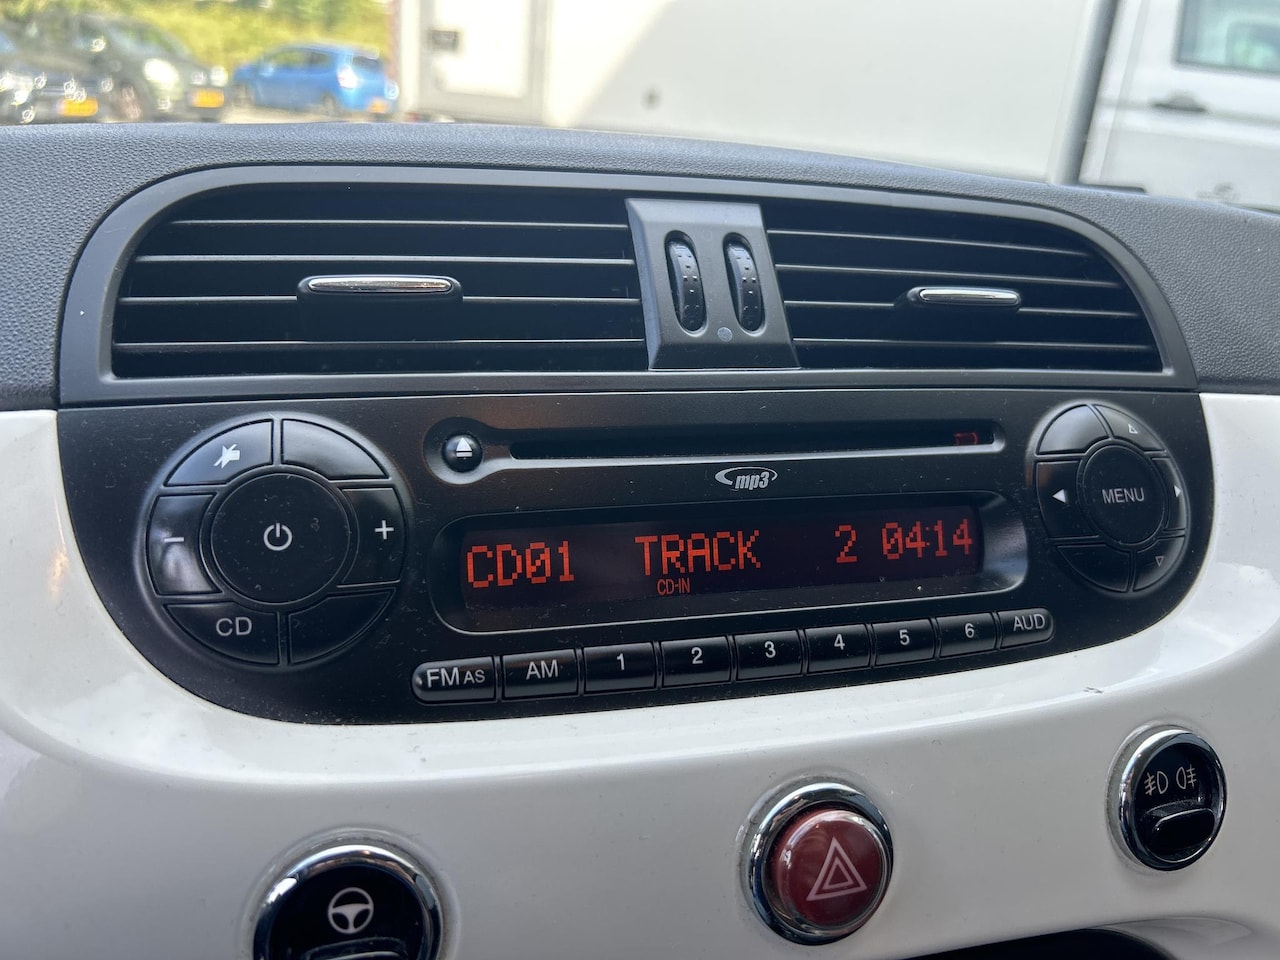 mp3
MENU
CD
CD01 TRACK 2 04:14
CD-IN
FM AS AM 1 2 3 4 5 6 AUD